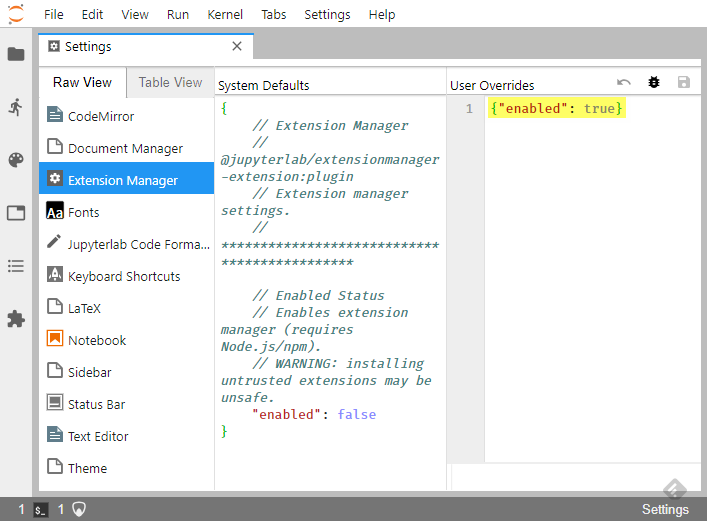 File Edit View Run Kernel Tabs Settings Help
Settings ×
Raw View Table View
CodeMirror
Document Manager
Extension Manager
Aa Fonts
Jupyterlab Code Forma...
Keyboard Shortcuts
LaTeX
Notebook
Sidebar
Status Bar
Text Editor
Theme
System Defaults
{
// Extension Manager
//
@jupyterlab/extensionmanager
-extension:plugin
// Extension manager
settings.
//
****************************
*****************
// Enabled Status
// Enables extension
manager (requires
Node.js/npm).
// WARNING: installing
untrusted extensions may be
unsafe.
"enabled": false
}
User Overrides
1 {"enabled": true}
1 $_ 1 Settings